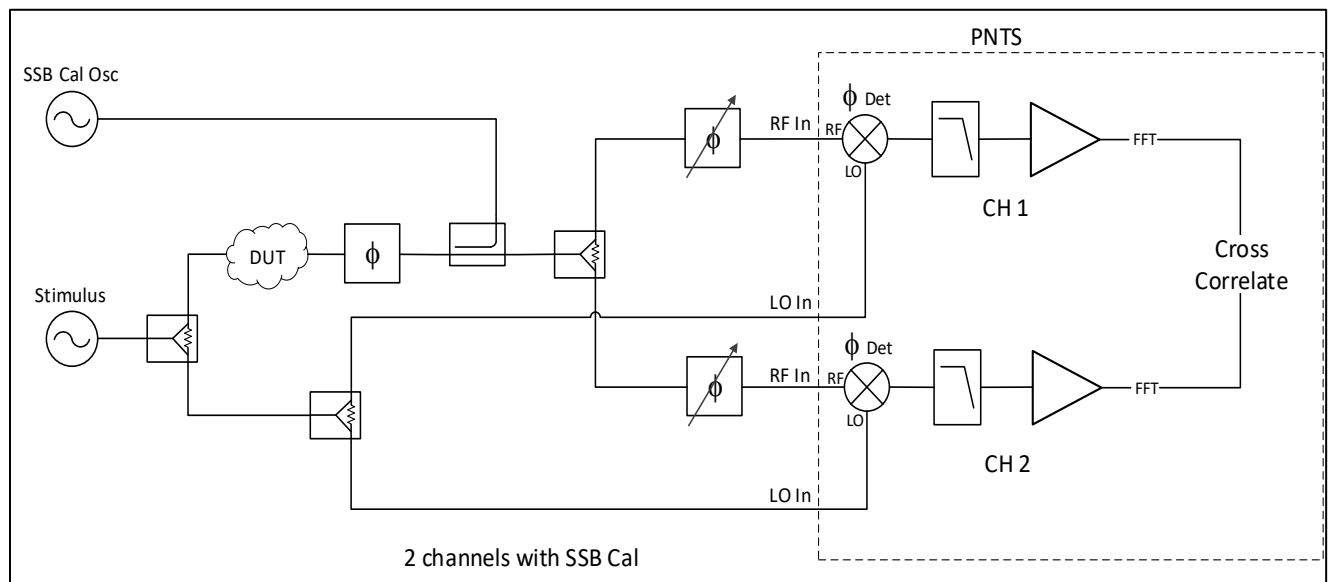 PNTS
SSB Cal Osc
ϕ Det
RF In
RF
LO
ϕ
FFT
CH 1
DUT
ϕ
Cross
Correlate
Stimulus
LO In
ϕ Det
RF In
RF
LO
ϕ
FFT
CH 2
LO In
2 channels with SSB Cal